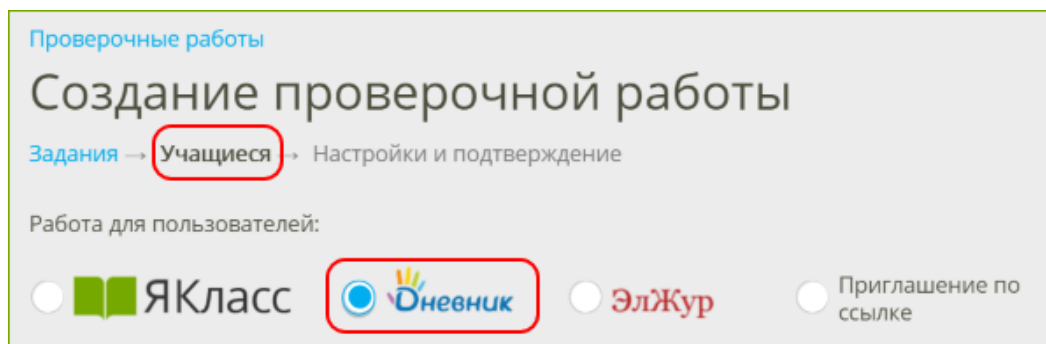 Проверочные работы
Создание проверочной работы
Задания → Учащиеся → Настройки и подтверждение
Работа для пользователей:
ЯКласс Дневник ЭлЖур Приглашение по
ссылке